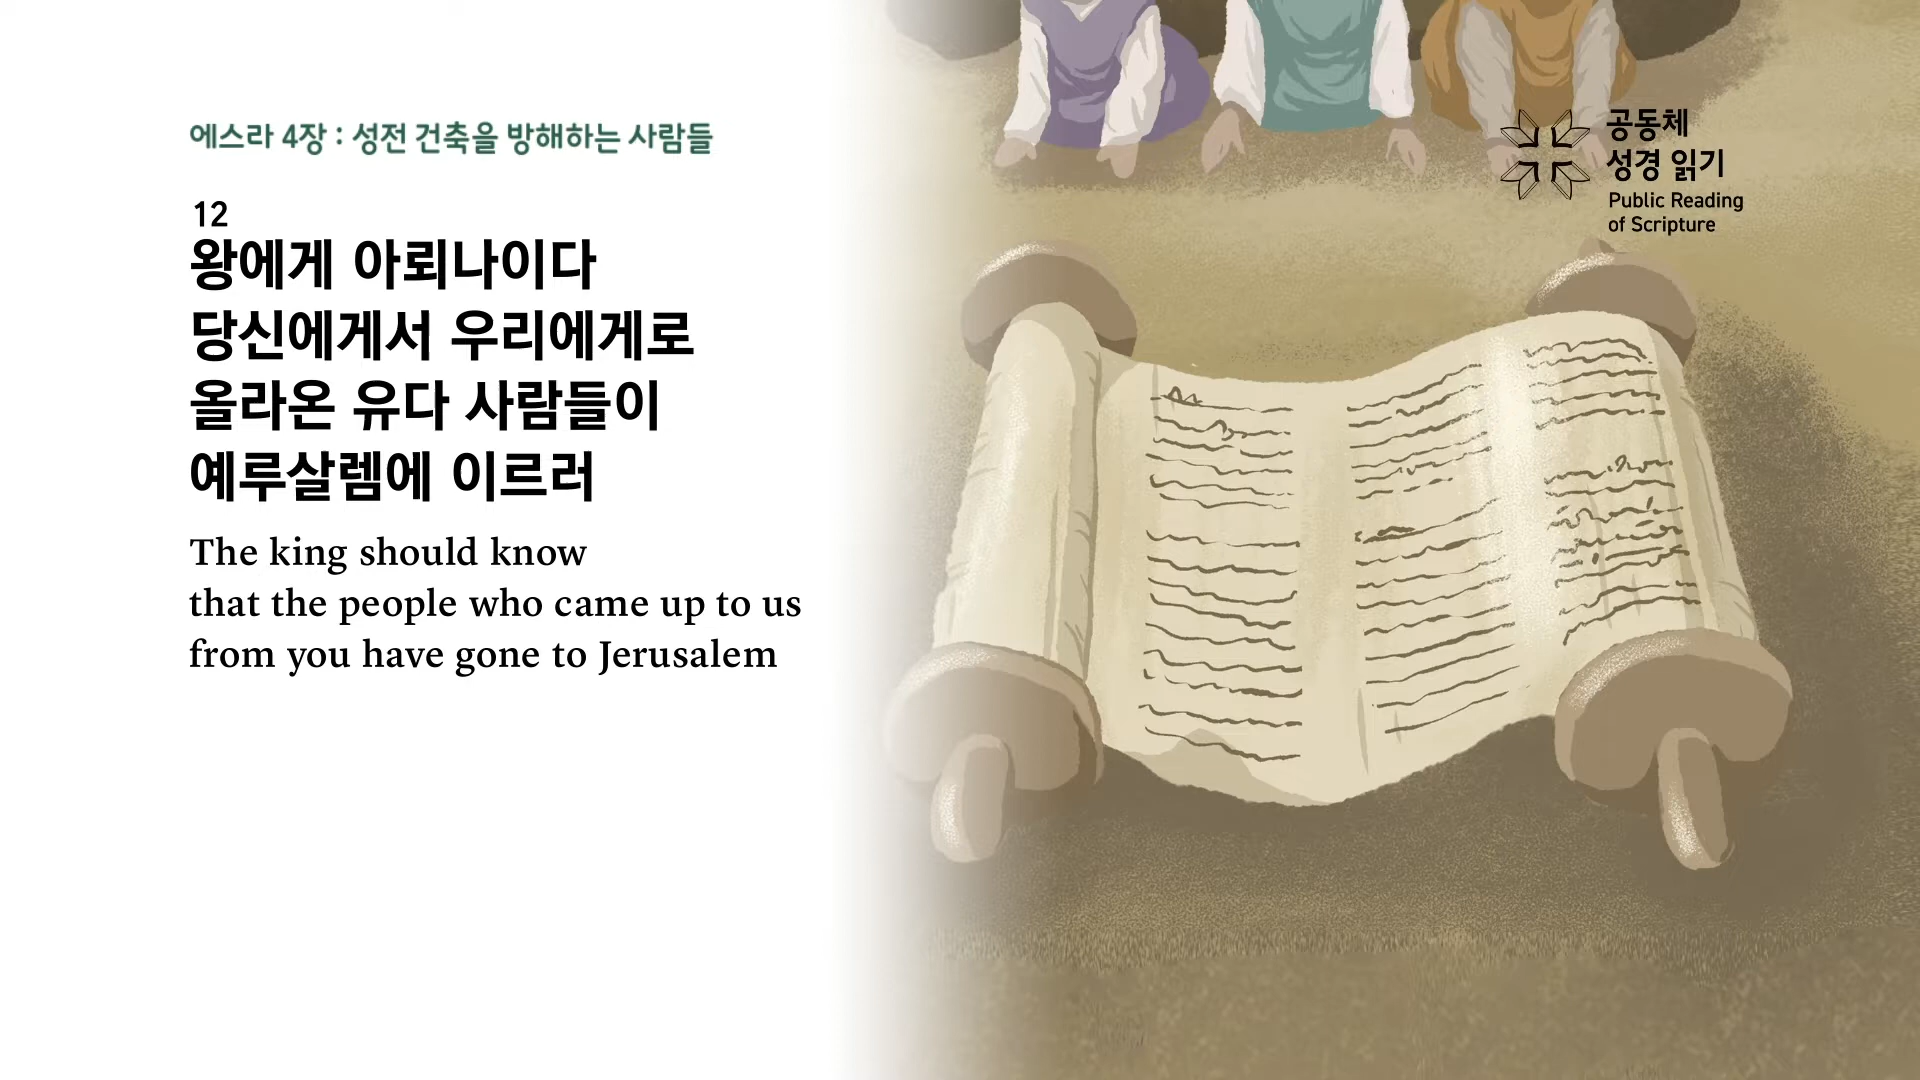 에스라 4장 : 성전 건축을 방해하는 사람들
12
왕에게 아뢰나이다
당신에게서 우리에게로
올라온 유다 사람들이
예루살렘에 이르러
The king should know
that the people who came up to us
from you have gone to Jerusalem
공동체
성경 읽기
Public Reading
of Scripture